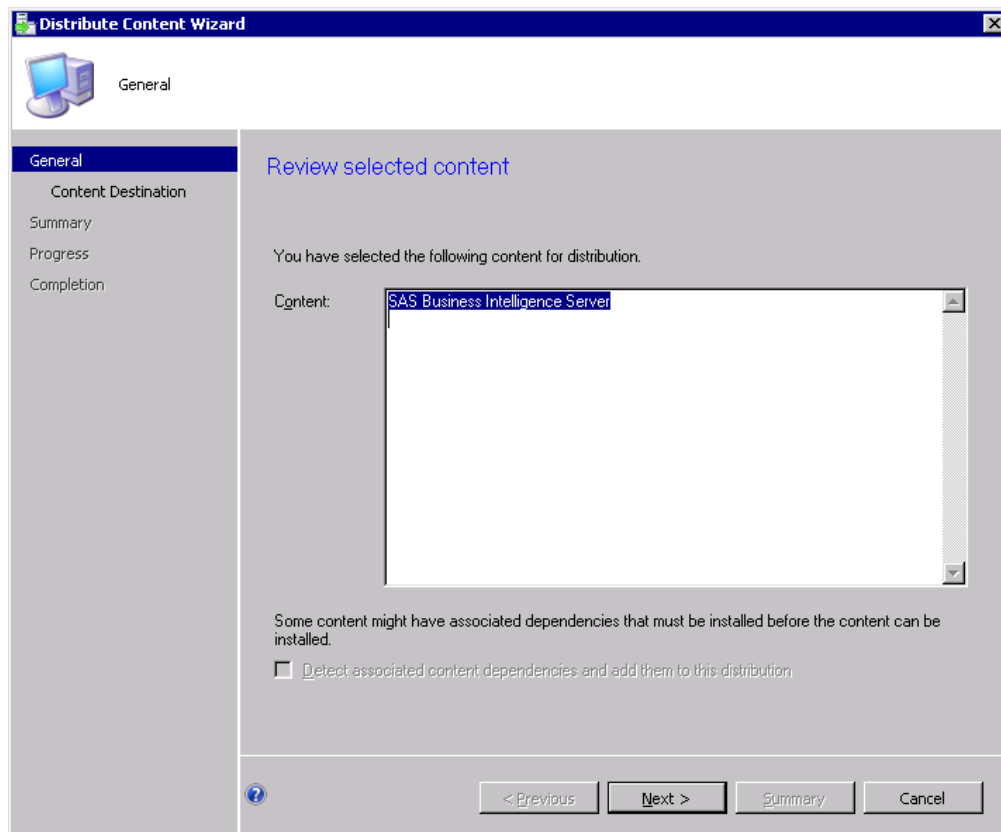 Distribute Content Wizard
General
General
Content Destination
Summary
Progress
Completion
Review selected content
You have selected the following content for distribution.
Content:
SAS Business Intelligence Server
Some content might have associated dependencies that must be installed before the content can be
installed.
Detect associated content dependencies and add them to this distribution
?
< Previous
Next >
Summary
Cancel